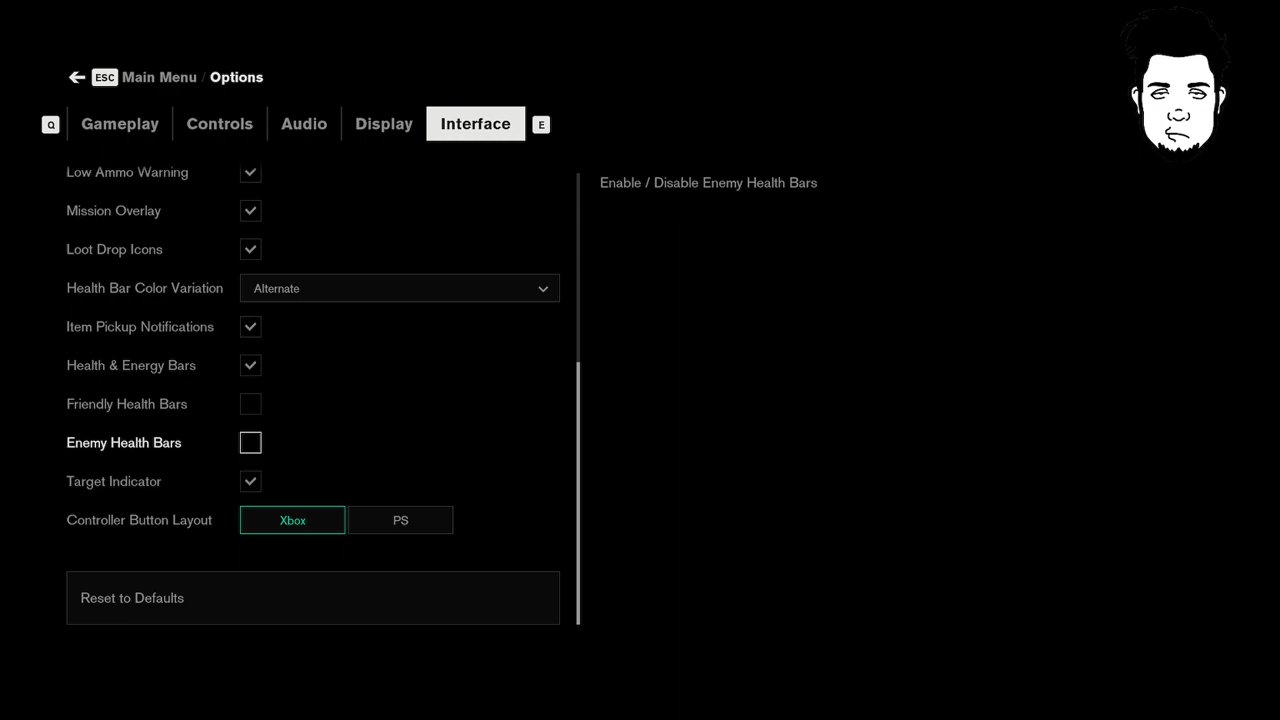 ESC Main Menu / Options
Q Gameplay Controls Audio Display Interface E
Low Ammo Warning
Enable / Disable Enemy Health Bars
Mission Overlay
Loot Drop Icons
Health Bar Color Variation Alternate
Item Pickup Notifications
Health & Energy Bars
Friendly Health Bars
Enemy Health Bars
Target Indicator
Controller Button Layout Xbox PS
Reset to Defaults